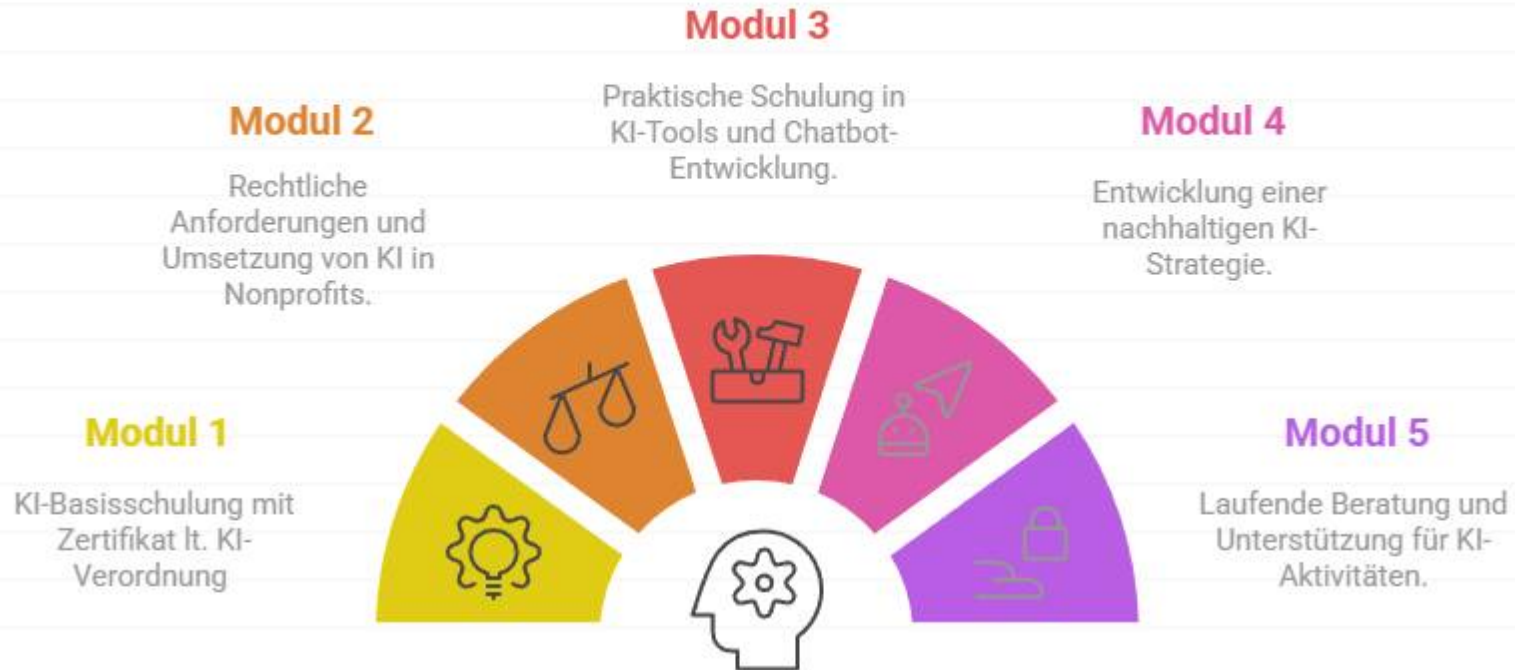 Modul 1
KI-Basisschulung mit
Zertifikat lt. KI-
Verordnung
Modul 2
Rechtliche
Anforderungen und
Umsetzung von KI in
Nonprofits.
Modul 3
Praktische Schulung in
KI-Tools und Chatbot-
Entwicklung.
Modul 4
Entwicklung einer
nachhaltigen KI-
Strategie.
Modul 5
Laufende Beratung und
Unterstützung für KI-
Aktivitäten.